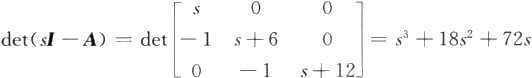 det(sI − A) = det [ s 0 0 ; −1 s+6 0 ; 0 −1 s+12 ] = s³ + 18s² + 72s